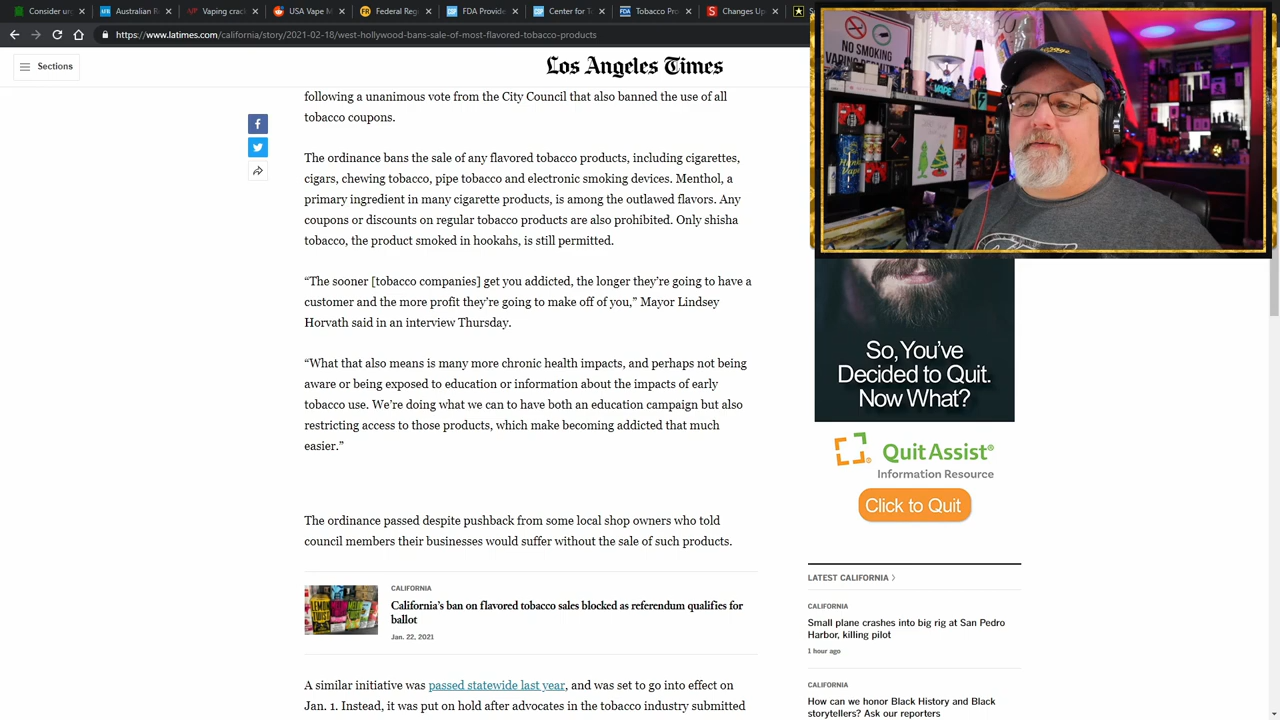 Consider us
Australian R
Vaping crac
USA Vape M
Federal Reg
FDA Produc
Center for T
Tobacco Pro
Changes Up
https://www.latimes.com/california/story/2021-02-18/west-hollywood-bans-sale-of-most-flavored-tobacco-products
Sections
Los Angeles Times
following a unanimous vote from the City Council that also banned the use of all
tobacco coupons.
The ordinance bans the sale of any flavored tobacco products, including cigarettes,
cigars, chewing tobacco, pipe tobacco and electronic smoking devices. Menthol, a
primary ingredient in many cigarette products, is among the outlawed flavors. Any
coupons or discounts on regular tobacco products are also prohibited. Only shisha
tobacco, the product smoked in hookahs, is still permitted.
“The sooner [tobacco companies] get you addicted, the longer they’re going to have a
customer and the more profit they’re going to make off of you,” Mayor Lindsey
Horvath said in an interview Thursday.
“What that also means is many more chronic health impacts, and perhaps not being
aware or being exposed to education or information about the impacts of early
tobacco use. We’re doing what we can to have both an education campaign but also
restricting access to those products, which make becoming addicted that much
easier.”
The ordinance passed despite pushback from some local shop owners who told
council members their businesses would suffer without the sale of such products.
CALIFORNIA
California’s ban on flavored tobacco sales blocked as referendum qualifies for
ballot
Jan. 22, 2021
A similar initiative was passed statewide last year, and was set to go into effect on
Jan. 1. Instead, it was put on hold after advocates in the tobacco industry submitted
NO SMOKING
VAPING PERMIT
VAPE
So, You’ve
Decided to Quit.
Now What?
QuitAssist®
Information Resource
Click to Quit
LATEST CALIFORNIA >
CALIFORNIA
Small plane crashes into big rig at San Pedro
Harbor, killing pilot
1 hour ago
CALIFORNIA
How can we honor Black History and Black
storytellers? Ask our reporters